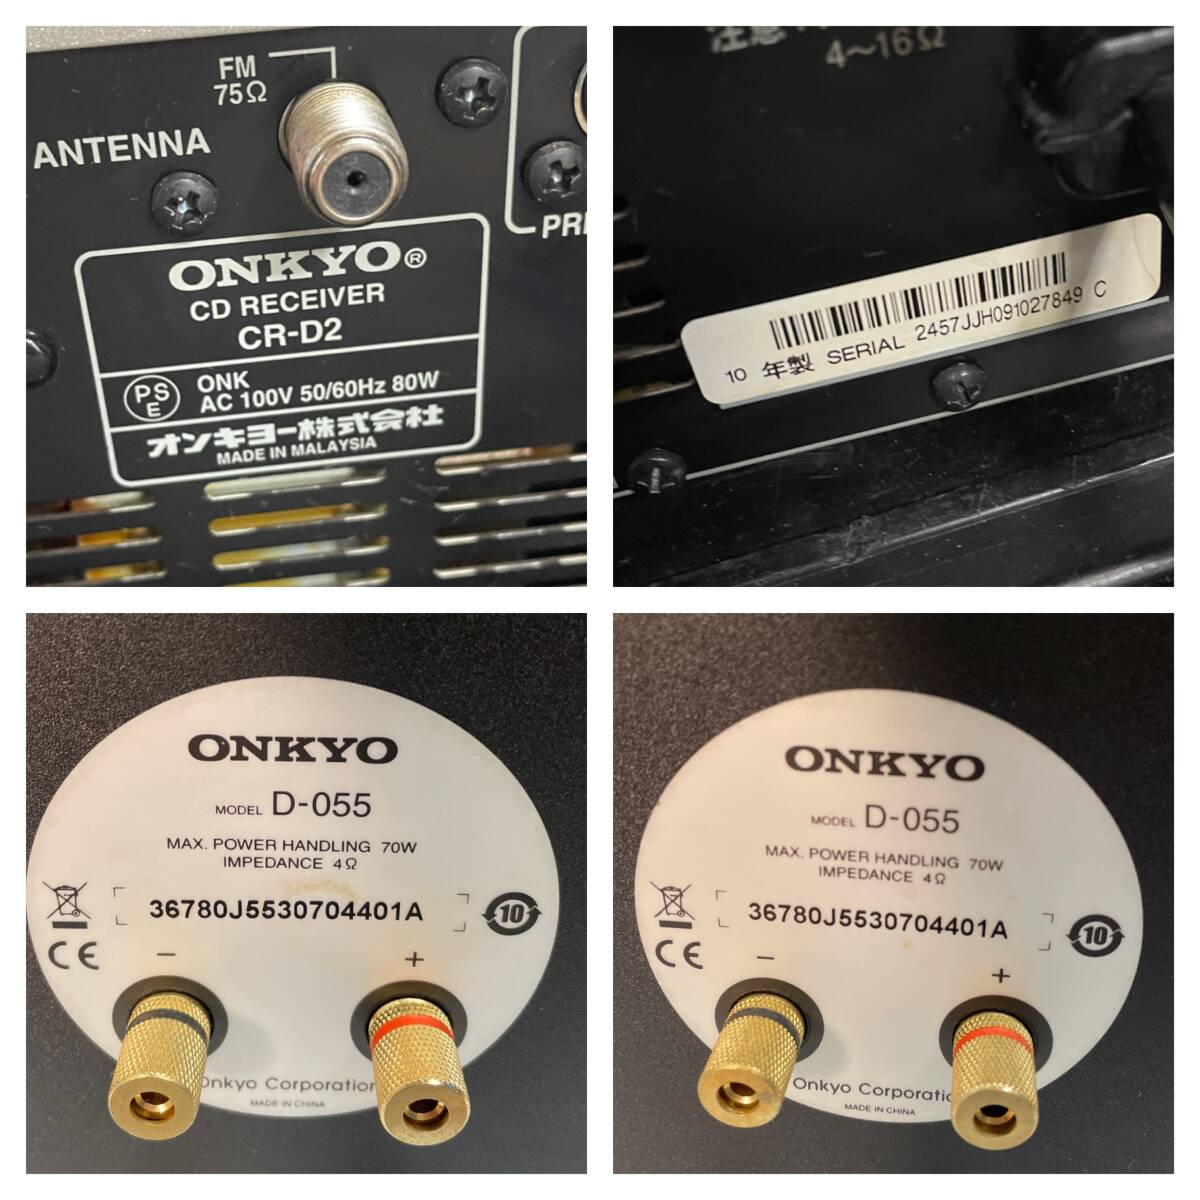 FM
75Ω
ANTENNA
ONKYO®
CD RECEIVER
CR-D2
PS
E
ONK
AC 100V 50/60Hz 80W
オンキヨー株式会社
MADE IN MALAYSIA
4～16Ω
10 年製 SERIAL 2457JJH091027849 C
ONKYO
MODEL D-055
MAX. POWER HANDLING 70W
IMPEDANCE 4Ω
36780J5530704401A
10
CE
− +
Onkyo Corporation
MADE IN CHINA
ONKYO
MODEL D-055
MAX. POWER HANDLING 70W
IMPEDANCE 4Ω
36780J5530704401A
10
CE
− +
Onkyo Corporatio
MADE IN CHINA